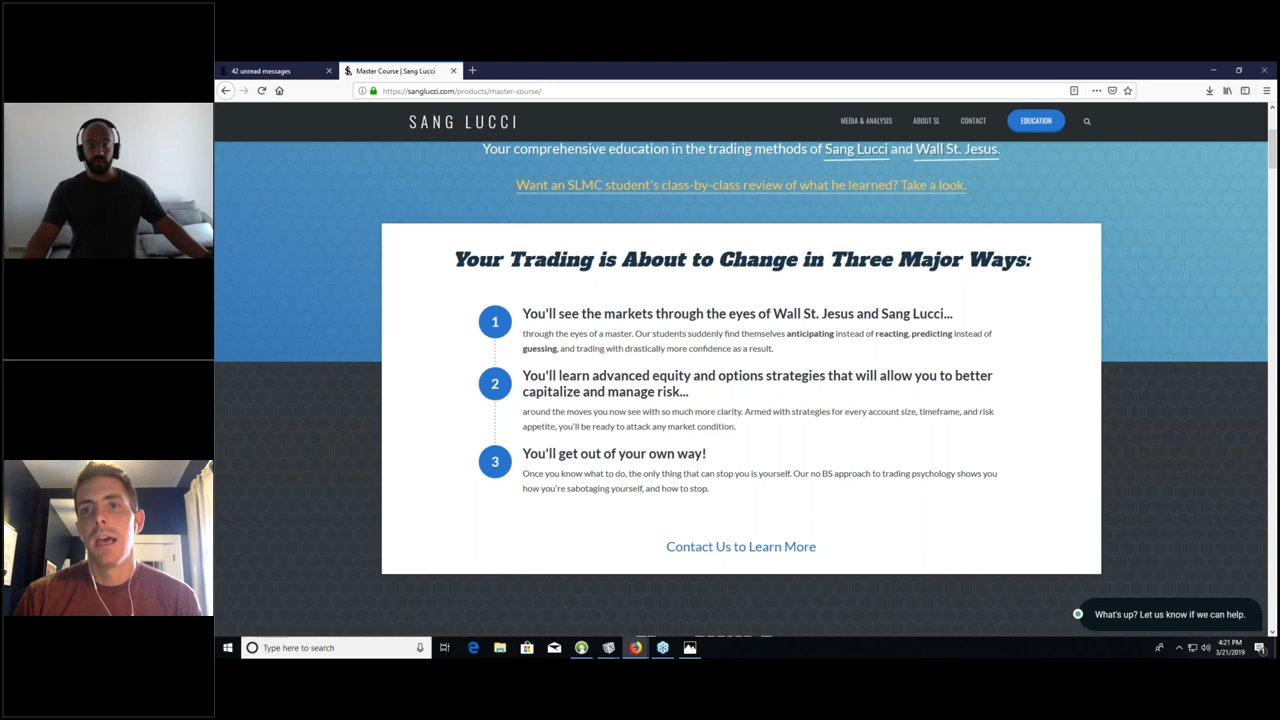 42 unread messages
Master Course | Sang Lucci
https://sanglucci.com/products/master-course/
SANG LUCCI
MEDIA & ANALYSIS
ABOUT SL
CONTACT
EDUCATION
Your comprehensive education in the trading methods of Sang Lucci and Wall St. Jesus.
Want an SLMC student's class-by-class review of what he learned? Take a look.
Your Trading is About to Change in Three Major Ways:
1
You'll see the markets through the eyes of Wall St. Jesus and Sang Lucci...
through the eyes of a master. Our students suddenly find themselves anticipating instead of reacting, predicting instead of
guessing, and trading with drastically more confidence as a result.
2
You'll learn advanced equity and options strategies that will allow you to better
capitalize and manage risk...
around the moves you now see with so much more clarity. Armed with strategies for every account size, timeframe, and risk
appetite, you'll be ready to attack any market condition.
3
You'll get out of your own way!
Once you know what to do, the only thing that can stop you is yourself. Our no BS approach to trading psychology shows you
how you're sabotaging yourself, and how to stop.
Contact Us to Learn More
What's up? Let us know if we can help.
Type here to search
4:21 PM
3/21/2019